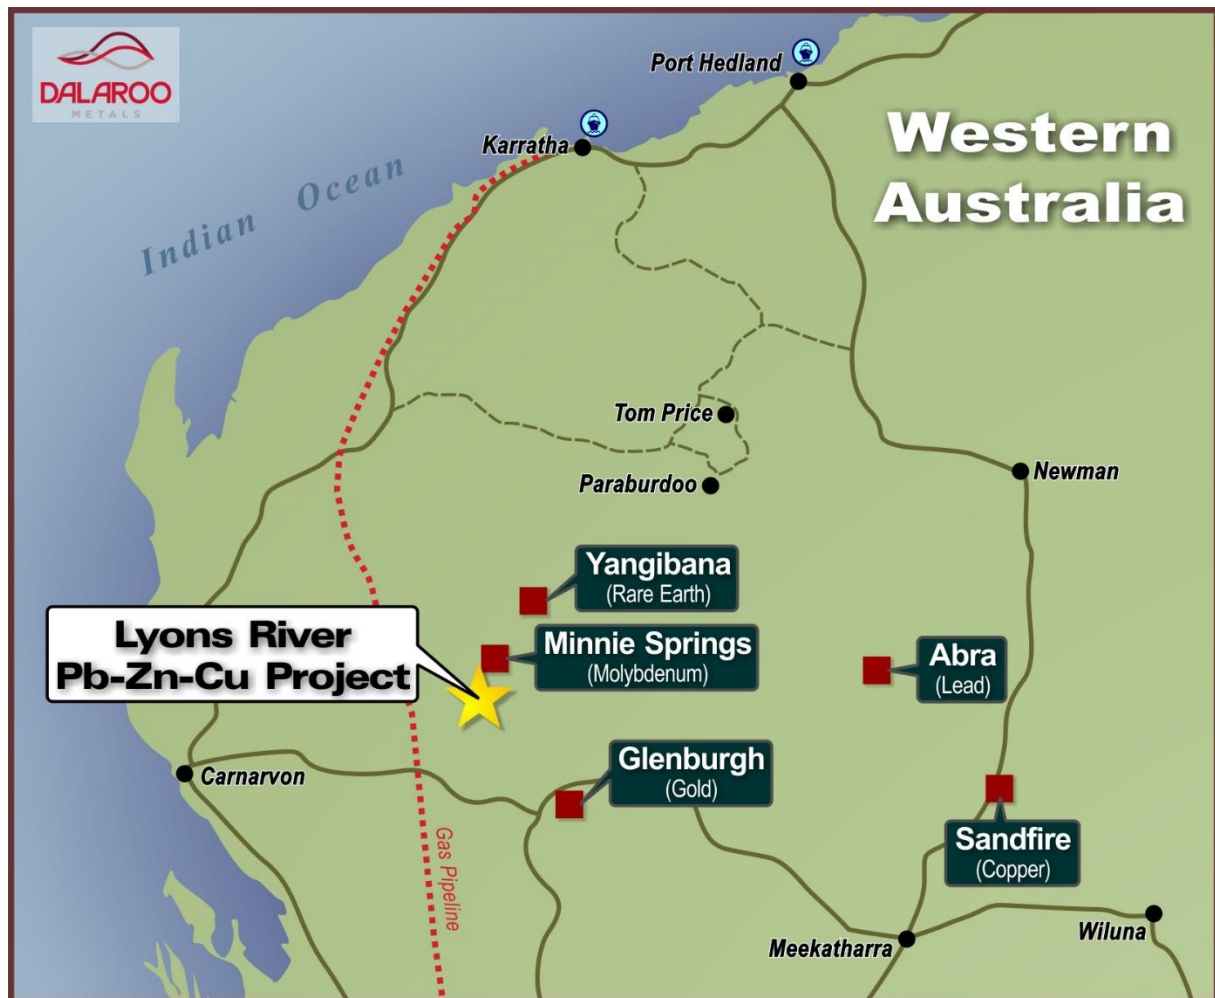 DALAROO
METALS
Port Hedland
Karratha
Western
Australia
Indian Ocean
Tom Price
Paraburdoo
Newman
Yangibana
(Rare Earth)
Lyons River
Pb-Zn-Cu Project
Minnie Springs
(Molybdenum)
Abra
(Lead)
Carnarvon
Glenburgh
(Gold)
Gas Pipeline
Sandfire
(Copper)
Meekatharra
Wiluna